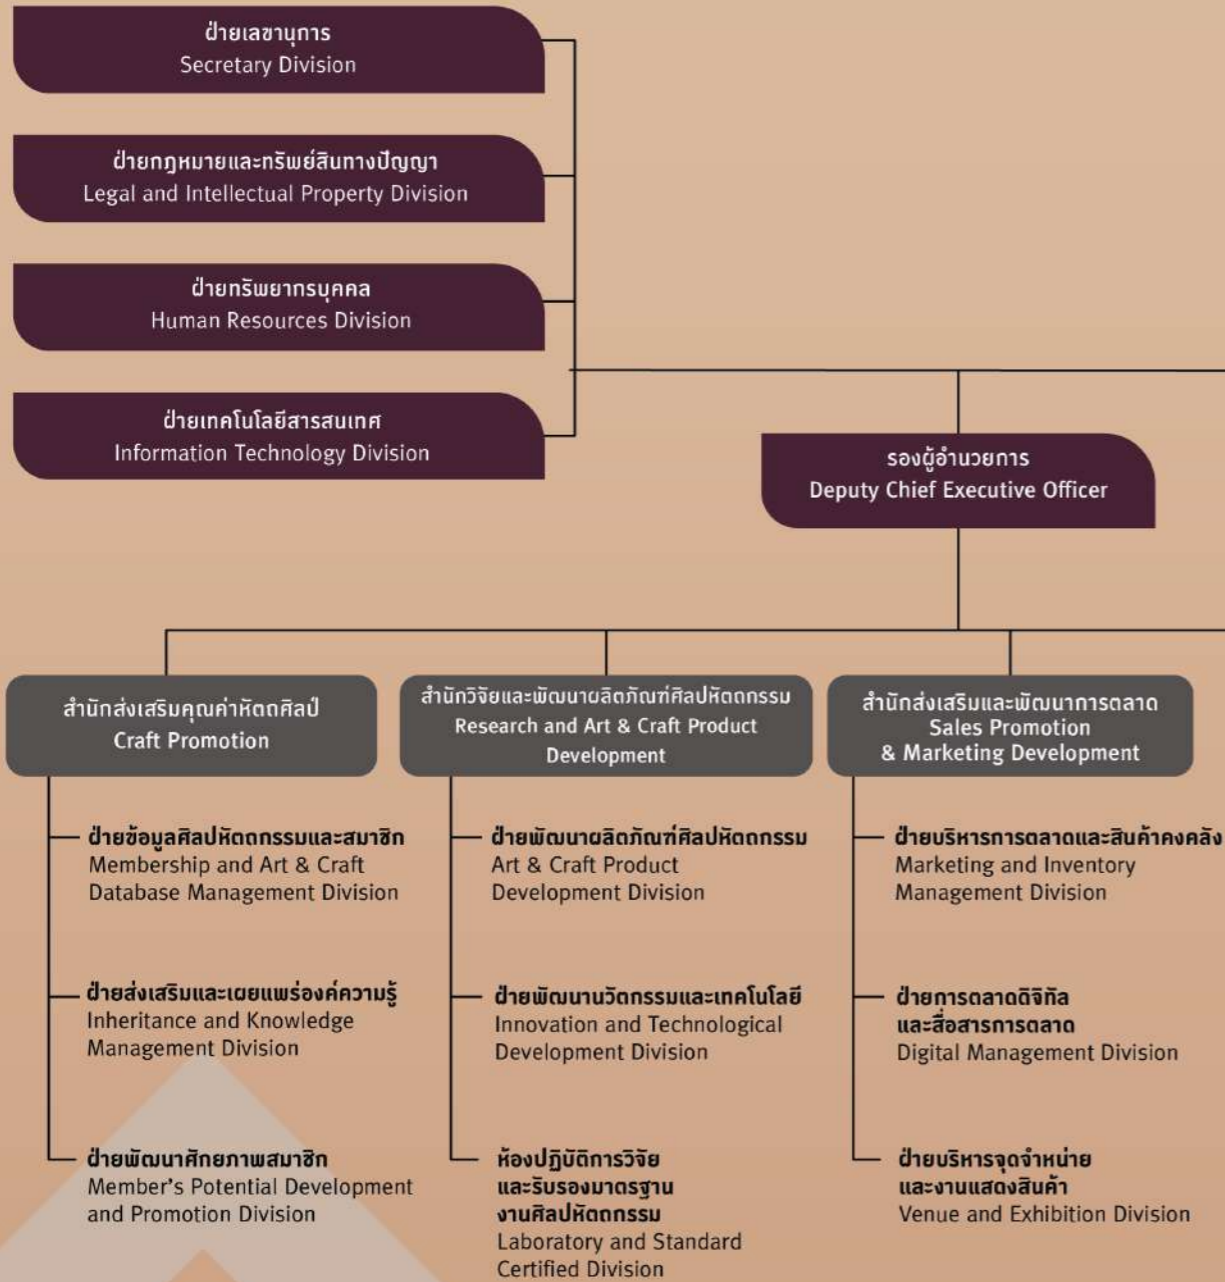 ฝ่ายเลขานุการ
Secretary Division
ฝ่ายกฎหมายและทรัพย์สินทางปัญญา
Legal and Intellectual Property Division
ฝ่ายทรัพยากรบุคคล
Human Resources Division
ฝ่ายเทคโนโลยีสารสนเทศ
Information Technology Division
รองผู้อำนวยการ
Deputy Chief Executive Officer
สำนักส่งเสริมคุณค่าหัตถศิลป์
Craft Promotion
ฝ่ายข้อมูลศิลปหัตถกรรมและสมาชิก
Membership and Art & Craft
Database Management Division
ฝ่ายส่งเสริมและเผยแพร่องค์ความรู้
Inheritance and Knowledge
Management Division
ฝ่ายพัฒนาศักยภาพสมาชิก
Member's Potential Development
and Promotion Division
สำนักวิจัยและพัฒนาผลิตภัณฑ์ศิลปหัตถกรรม
Research and Art & Craft Product
Development
ฝ่ายพัฒนาผลิตภัณฑ์ศิลปหัตถกรรม
Art & Craft Product
Development Division
ฝ่ายพัฒนานวัตกรรมและเทคโนโลยี
Innovation and Technological
Development Division
ห้องปฏิบัติการวิจัย
และรับรองมาตรฐาน
งานศิลปหัตถกรรม
Laboratory and Standard
Certified Division
สำนักส่งเสริมและพัฒนาการตลาด
Sales Promotion
& Marketing Development
ฝ่ายบริหารการตลาดและสินค้าคงคลัง
Marketing and Inventory
Management Division
ฝ่ายการตลาดดิจิทัล
และสื่อสารการตลาด
Digital Management Division
ฝ่ายบริหารจุดจำหน่าย
และงานแสดงสินค้า
Venue and Exhibition Division